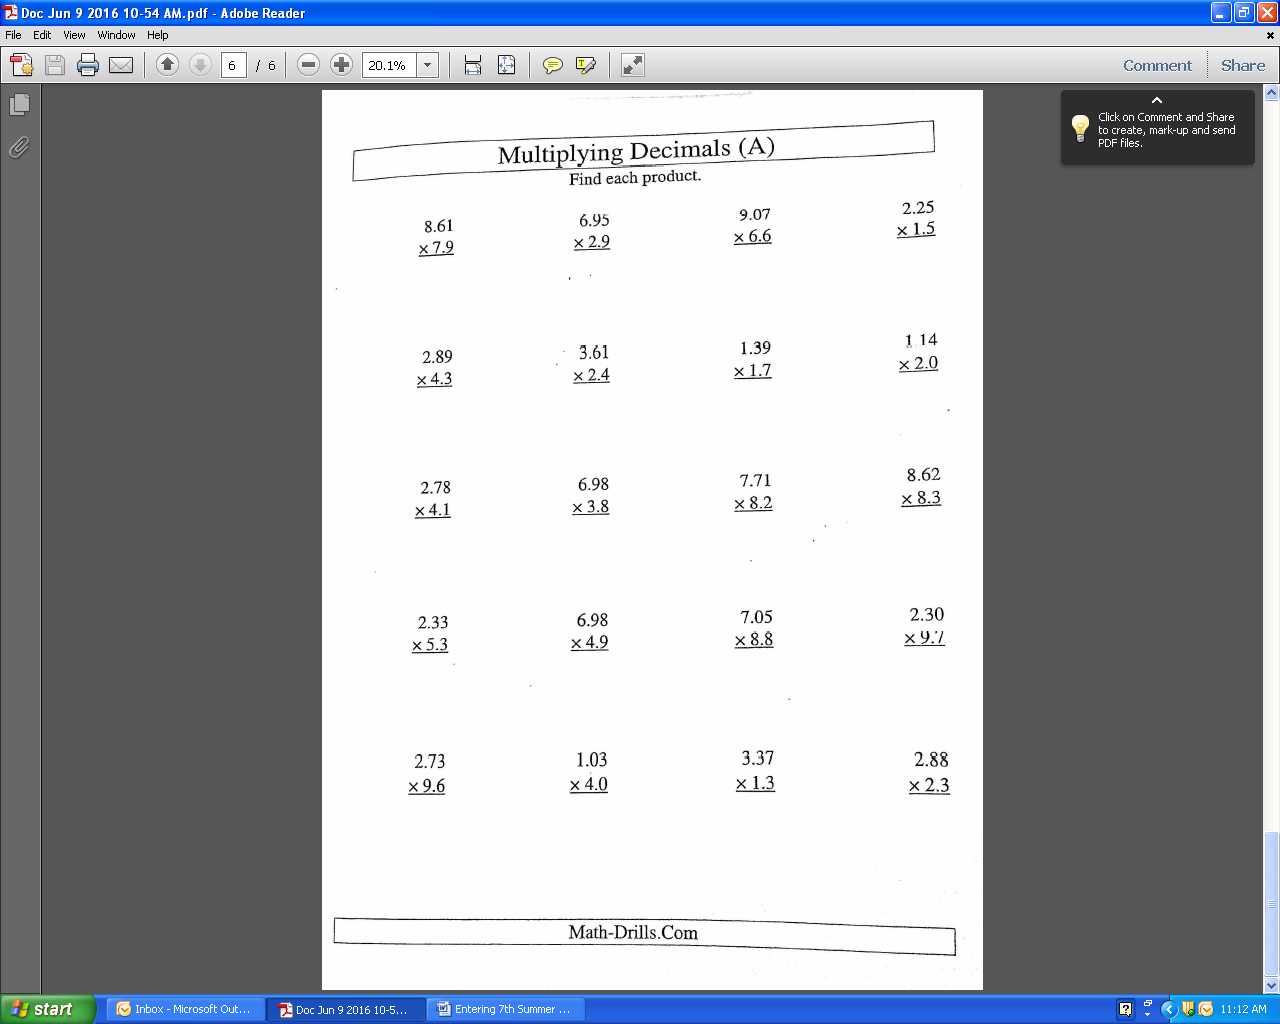 Doc Jun 9 2016 10-54 AM.pdf - Adobe Reader
File Edit View Window Help
6 / 6 20.1% Comment Share
Click on Comment and Share
to create, mark-up and send
PDF files.
Multiplying Decimals (A)
Find each product.
8.61 6.95 9.07 2.25
× 7.9 × 2.9 × 6.6 × 1.5
2.89 3.61 1.39 1.14
× 4.3 × 2.4 × 1.7 × 2.0
2.78 6.98 7.71 8.62
× 4.1 × 3.8 × 8.2 × 8.3
2.33 6.98 7.05 2.30
× 5.3 × 4.9 × 8.8 × 9.7
2.73 1.03 3.37 2.88
× 9.6 × 4.0 × 1.3 × 2.3
Math-Drills.Com
start Inbox - Microsoft Out... Doc Jun 9 2016 10-5... Entering 7th Summer ... 11:12 AM